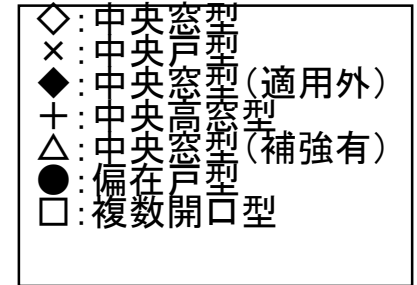 ◇:中央窓型
×:中央戸型
◆:中央窓型(適用外)
＋:中央高窓型
△:中央窓型(補強有)
●:偏在戸型
□:複数開口型